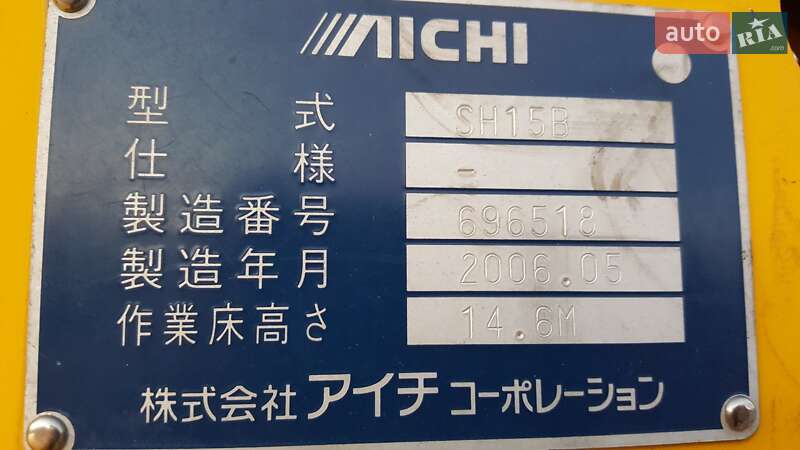 AICHI
auto RIA.com
型式 SH15B
仕様 -
製造番号 696518
製造年月 2006.05
作業床高さ 14.6M
株式会社 アイチ コーポレーション